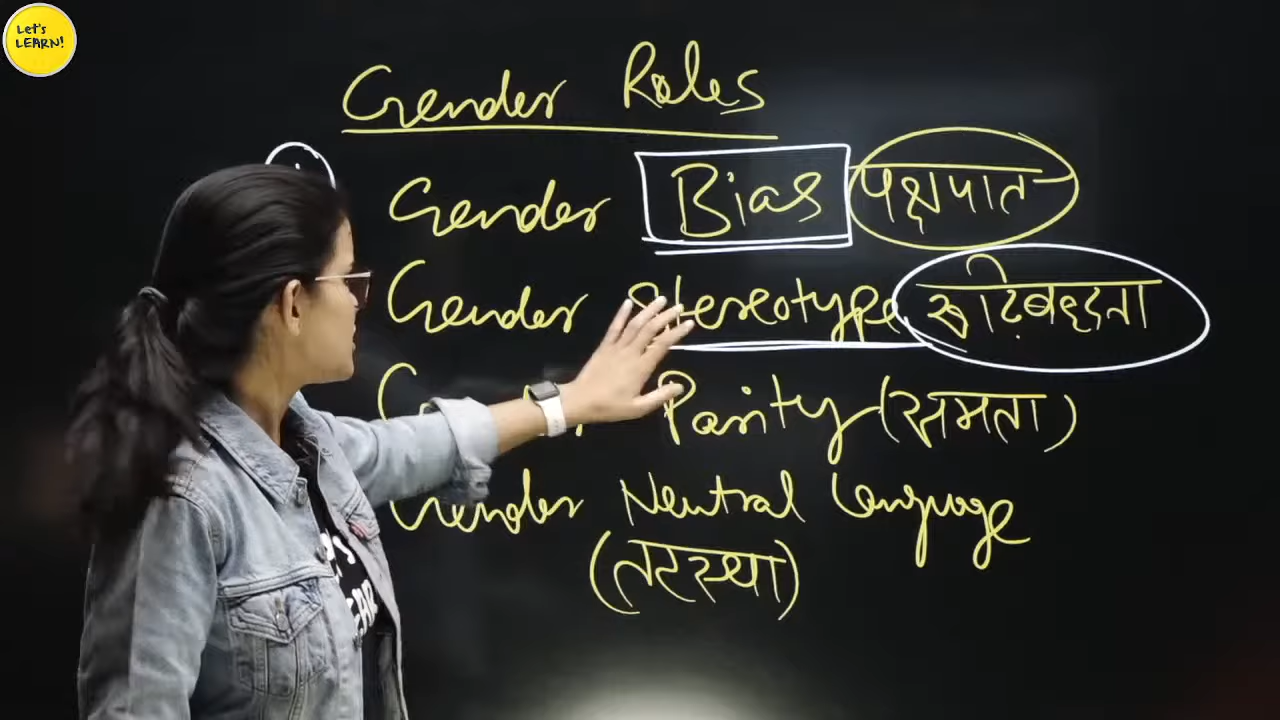 Let's
LEARN!
Gender Roles
Gender Bias पक्षपात
Gender Stereotype रूढ़िबद्धता
Parity (समता)
Gender Neutral Language
(तटस्था)